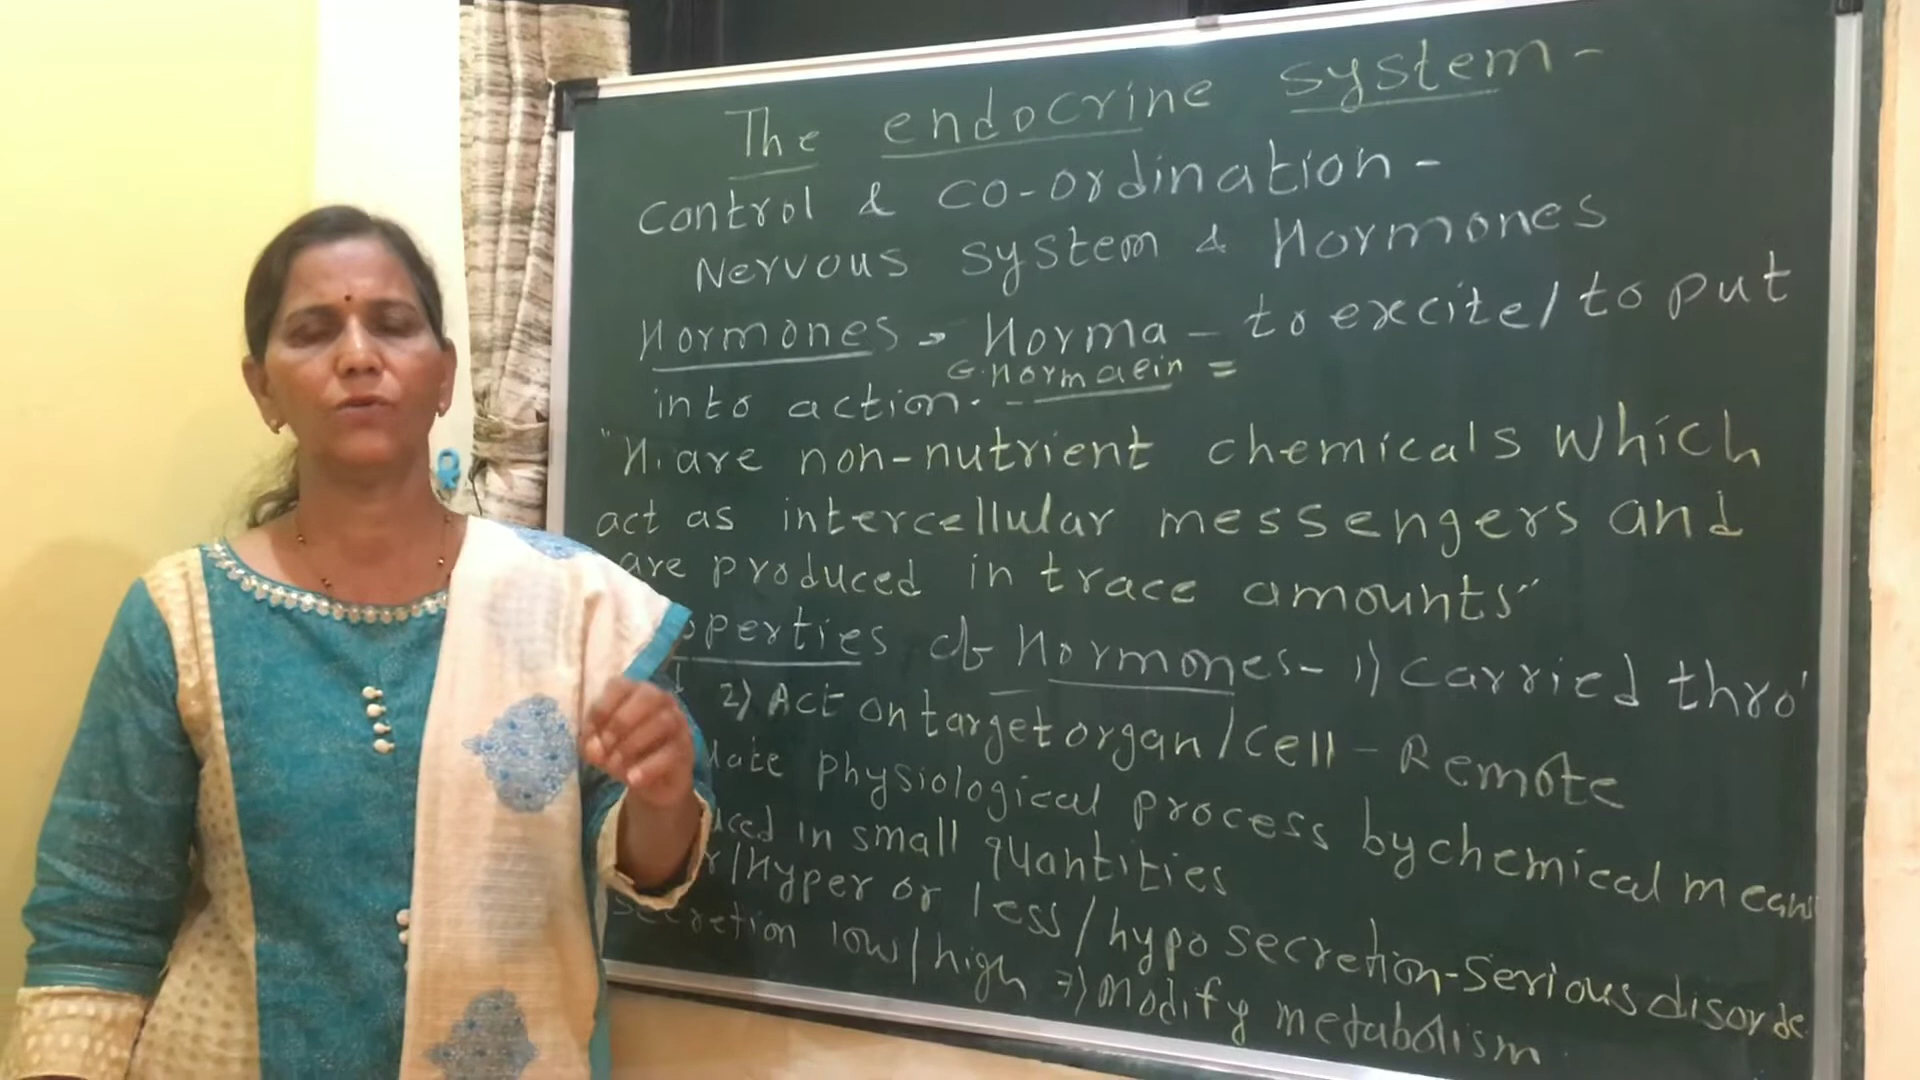 The endocrine system -
control & co-ordination -
Nervous system & Hormones
Hormones → Horma - to excite / to put
G. hormaein =
into action. -
"H. are non-nutrient chemicals which
act as intercellular messengers and
are produced in trace amounts"
operties of Hormones - 1) carried thro'
2) Act on target organ / cell - Remote
late physiological process by chemical means
uced in small quantities
r / Hyper or less / hypo secretion - serious disorde
secretion low / high 7) Modify metabolism